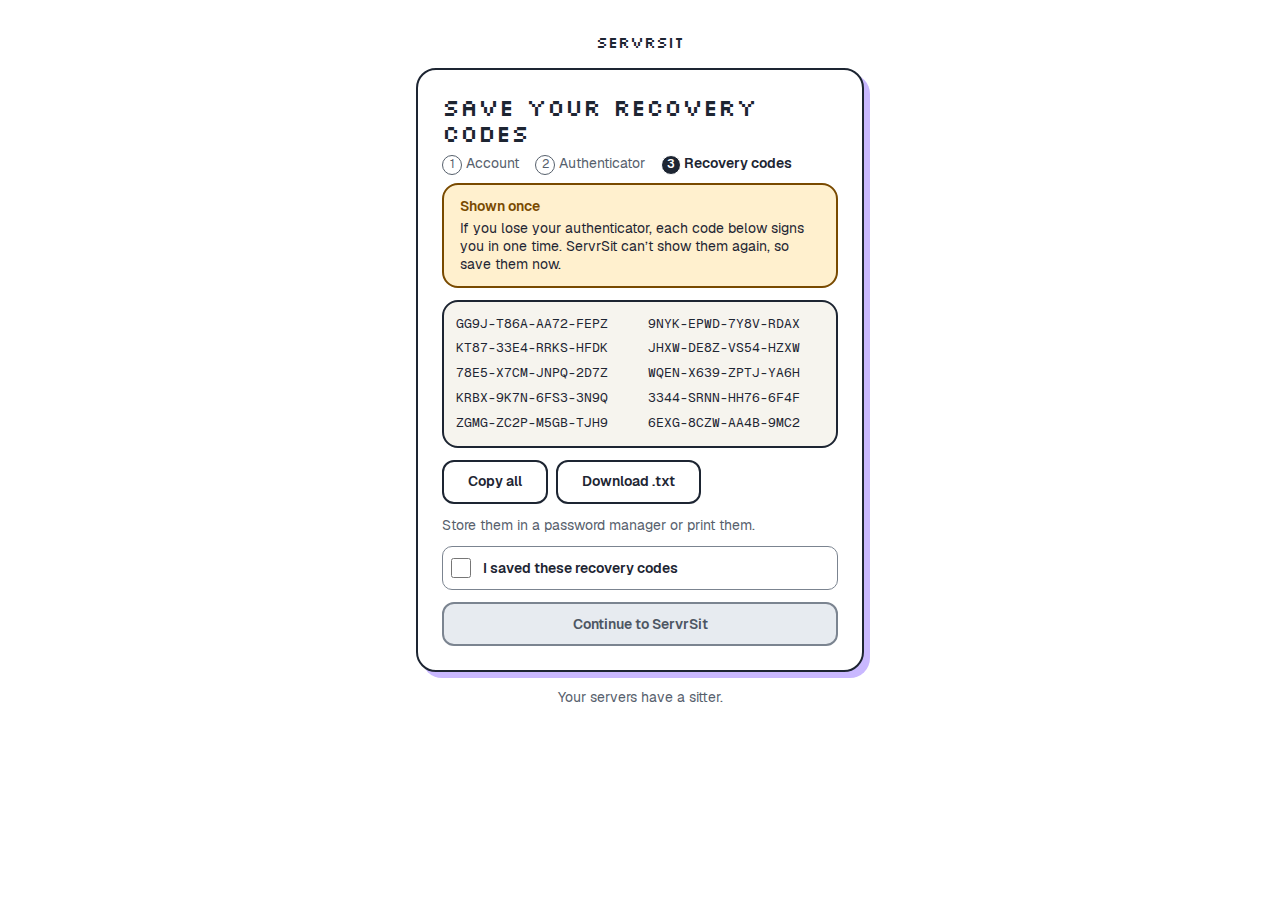 SERVRSIT
SAVE YOUR RECOVERY
CODES
1 Account 2 Authenticator 3 Recovery codes
Shown once
If you lose your authenticator, each code below signs
you in one time. ServrSit can’t show them again, so
save them now.
GG9J-T86A-AA72-FEPZ 9NYK-EPWD-7Y8V-RDAX
KT87-33E4-RRKS-HFDK JHXW-DE8Z-VS54-HZXW
78E5-X7CM-JNPQ-2D7Z WQEN-X639-ZPTJ-YA6H
KRBX-9K7N-6FS3-3N9Q 3344-SRNN-HH76-6F4F
ZGMG-ZC2P-M5GB-TJH9 6EXG-8CZW-AA4B-9MC2
Copy all Download .txt
Store them in a password manager or print them.
I saved these recovery codes
Continue to ServrSit
Your servers have a sitter.